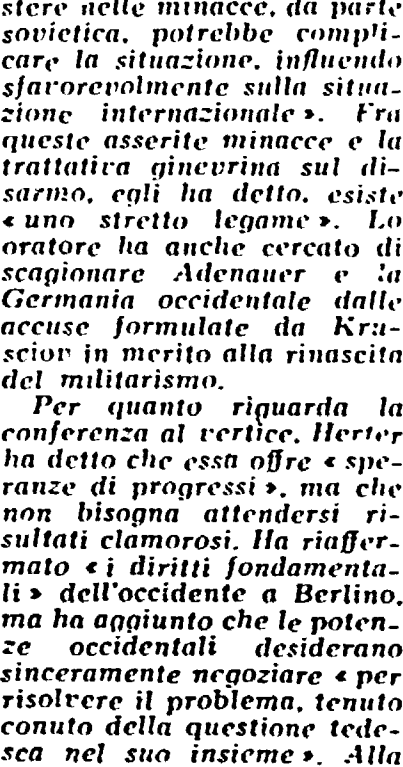 stere nelle minacce, da parte
sovietica, potrebbe compli-
care la situazione, influendo
sfavorevolmente sulla situa-
zione internazionale». Fra
queste asserite minacce e la
trattativa ginevrina sul di-
sarmo, egli ha detto, esiste
«uno stretto legame». Lo
oratore ha anche cercato di
scagionare Adenauer e la
Germania occidentale dalle
accuse formulate da Kru-
sciov in merito alla rinascita
del militarismo.
Per quanto riguarda la
conferenza al vertice, Herter
ha detto che essa offre «spe-
ranze di progressi», ma che
non bisogna attendersi ri-
sultati clamorosi. Ha riaffer-
mato «i diritti fondamenta-
li» dell'occidente a Berlino,
ma ha aggiunto che le poten-
ze occidentali desiderano
sinceramente negoziare «per
risolvere il problema, tenuto
conuto della questione tede-
sca nel suo insieme». Alla